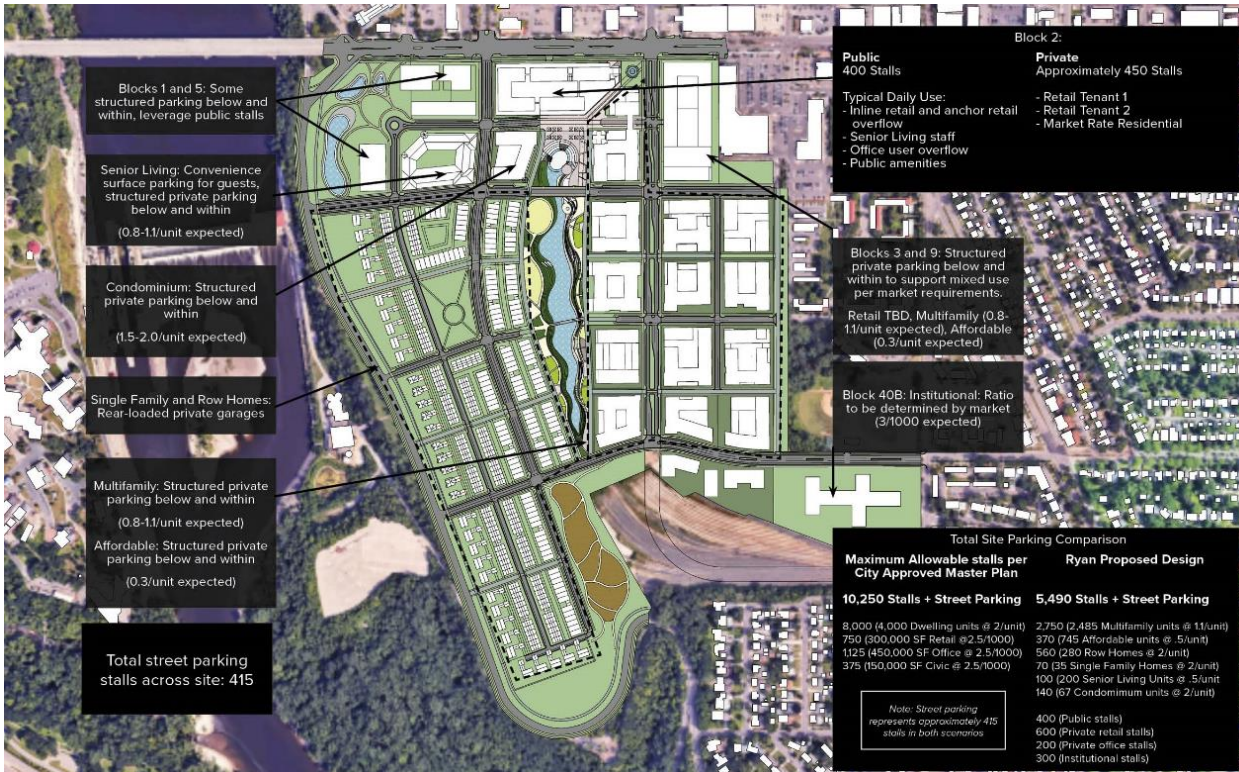 Blocks 1 and 5: Some
structured parking below and
within, leverage public stalls
Senior Living: Convenience
surface parking for guests,
structured private parking
below and within
(0.8-1.1/unit expected)
Condominium: Structured
private parking below and
within
(1.5-2.0/unit expected)
Single Family and Row Homes:
Rear-loaded private garages
Multifamily: Structured private
parking below and within
(0.8-1.1/unit expected)
Affordable: Structured private
parking below and within
(0.3/unit expected)
Total street parking
stalls across site: 415
Block 2:
Public
400 Stalls
Typical Daily Use:
- Inline retail and anchor retail
overflow
- Senior Living staff
- Office user overflow
- Public amenities
Private
Approximately 450 Stalls
- Retail Tenant 1
- Retail Tenant 2
- Market Rate Residential
Blocks 3 and 9: Structured
private parking below and
within to support mixed use
per market requirements.
Retail TBD, Multifamily (0.8-
1.1/unit expected), Affordable
(0.3/unit expected)
Block 40B: Institutional: Ratio
to be determined by market
(3/1000 expected)
Total Site Parking Comparison
Maximum Allowable stalls per
City Approved Master Plan
10,250 Stalls + Street Parking
8,000 (4,000 Dwelling units @ 2/unit)
750 (300,000 SF Retail @2.5/1000)
1,125 (450,000 SF Office @ 2.5/1000)
375 (150,000 SF Civic @ 2.5/1000)
Note: Street parking
represents approximately 415
stalls in both scenarios
Ryan Proposed Design
5,490 Stalls + Street Parking
2,750 (2,485 Multifamily units @ 1.1/unit)
370 (745 Affordable units @ .5/unit)
560 (280 Row Homes @ 2/unit)
70 (35 Single Family Homes @ 2/unit)
100 (200 Senior Living Units @ .5/unit
140 (67 Condomimum units @ 2/unit)
400 (Public stalls)
600 (Private retail stalls)
200 (Private office stalls)
300 (Institutional stalls)